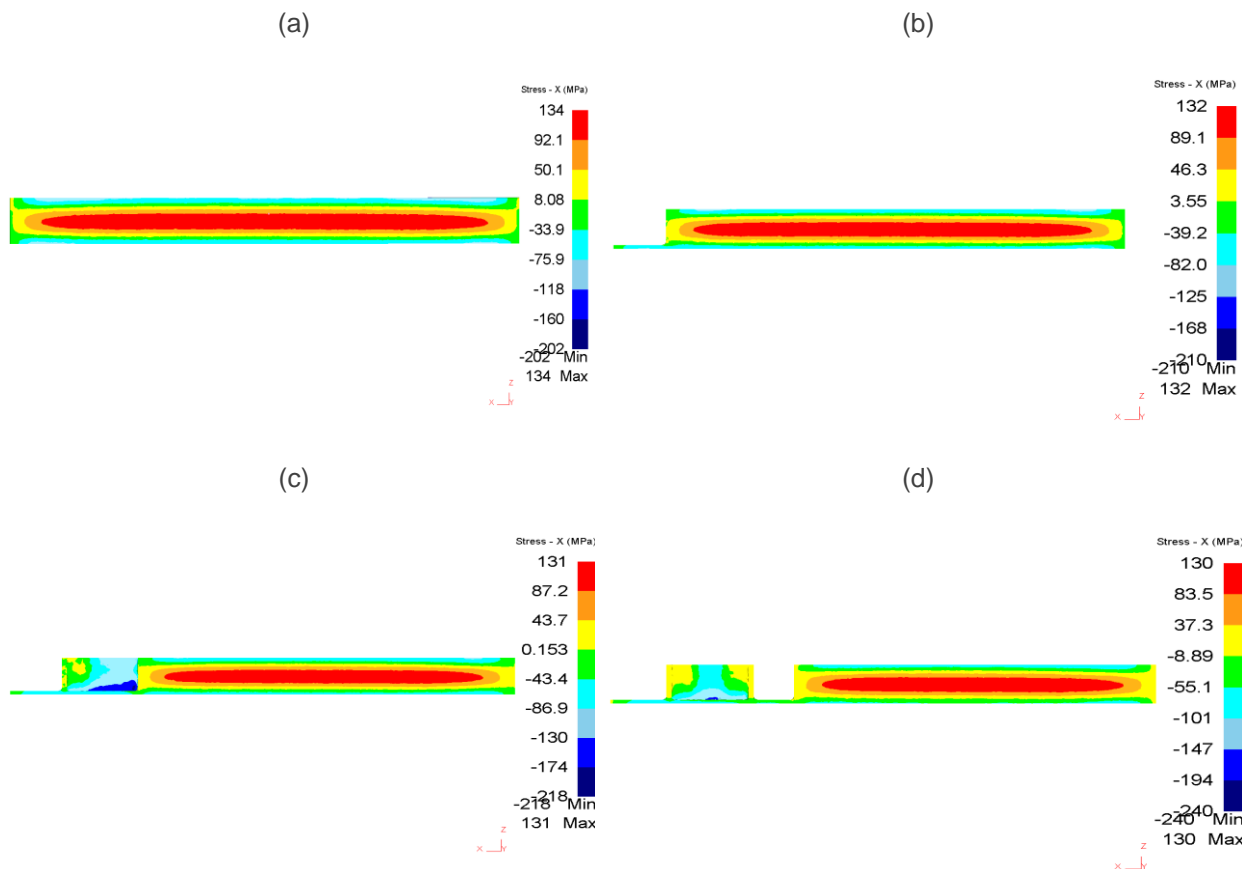 (a)
Stress - X (MPa)
134
92.1
50.1
8.08
-33.9
-75.9
-118
-160
-202
-202 Min
134 Max
Z
X Y
(b)
Stress - X (MPa)
132
89.1
46.3
3.55
-39.2
-82.0
-125
-168
-210
-210 Min
132 Max
Z
X Y
(c)
Stress - X (MPa)
131
87.2
43.7
0.153
-43.4
-86.9
-130
-174
-218
-218 Min
131 Max
Z
X Y
(d)
Stress - X (MPa)
130
83.5
37.3
-8.89
-55.1
-101
-147
-194
-240
-240 Min
130 Max
Z
X Y